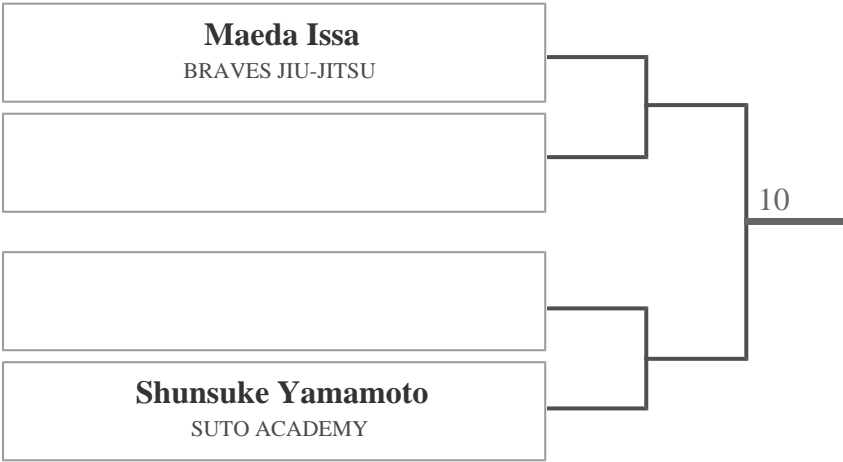 Maeda Issa
BRAVES JIU-JITSU
10
Shunsuke Yamamoto
SUTO ACADEMY